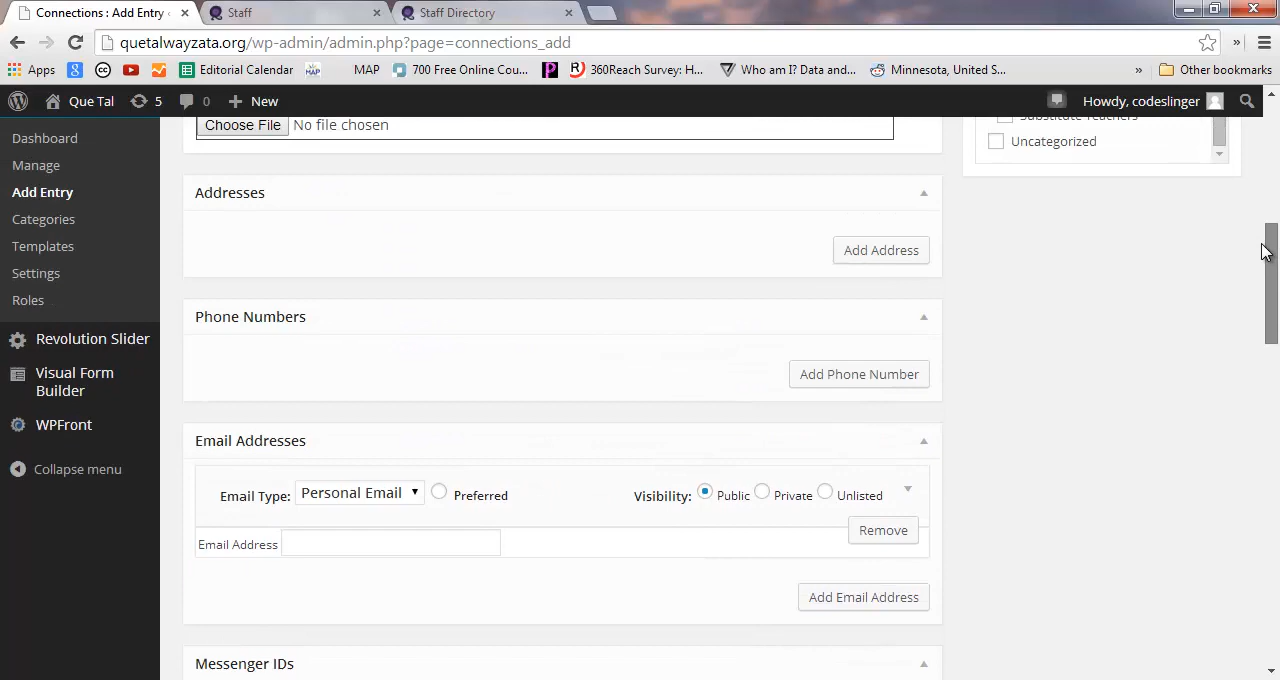 Connections : Add Entry
Staff
Staff Directory
quetalwayzata.org/wp-admin/admin.php?page=connections_add
Apps
Editorial Calendar
MAP
MAP
700 Free Online Cou...
360Reach Survey: H...
Who am I? Data and...
Minnesota, United S...
»
Other bookmarks
Que Tal
5
0
New
Howdy, codeslinger
Dashboard
Manage
Add Entry
Categories
Templates
Settings
Roles
Revolution Slider
Visual Form
Builder
WPFront
Collapse menu
Choose File No file chosen
Substitute Teachers
Uncategorized
Addresses
Add Address
Phone Numbers
Add Phone Number
Email Addresses
Email Type: Personal Email Preferred Visibility: Public Private Unlisted
Remove
Email Address
Add Email Address
Messenger IDs